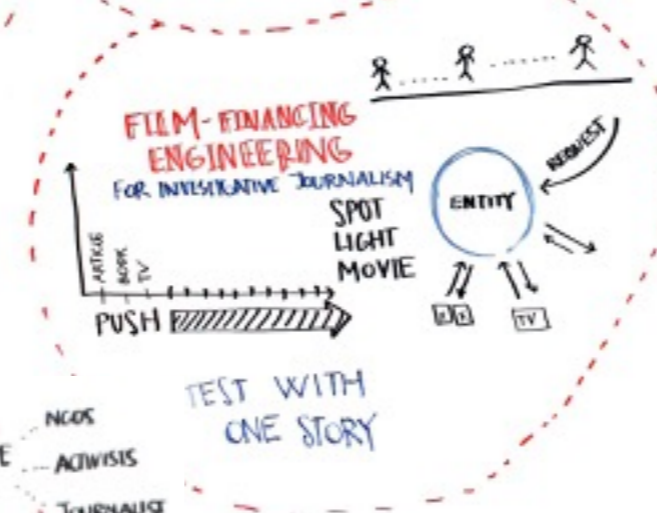 FILM-FINANCING
ENGINEERING
FOR INVESTIGATIVE JOURNALISM
REQUEST
ENTITY
SPOT
LIGHT
MOVIE
ARTICLE
BOOK
TV
PUSH
TV
TEST WITH
ONE STORY
NGOS
E
ACTIVISTS
JOURNALIST